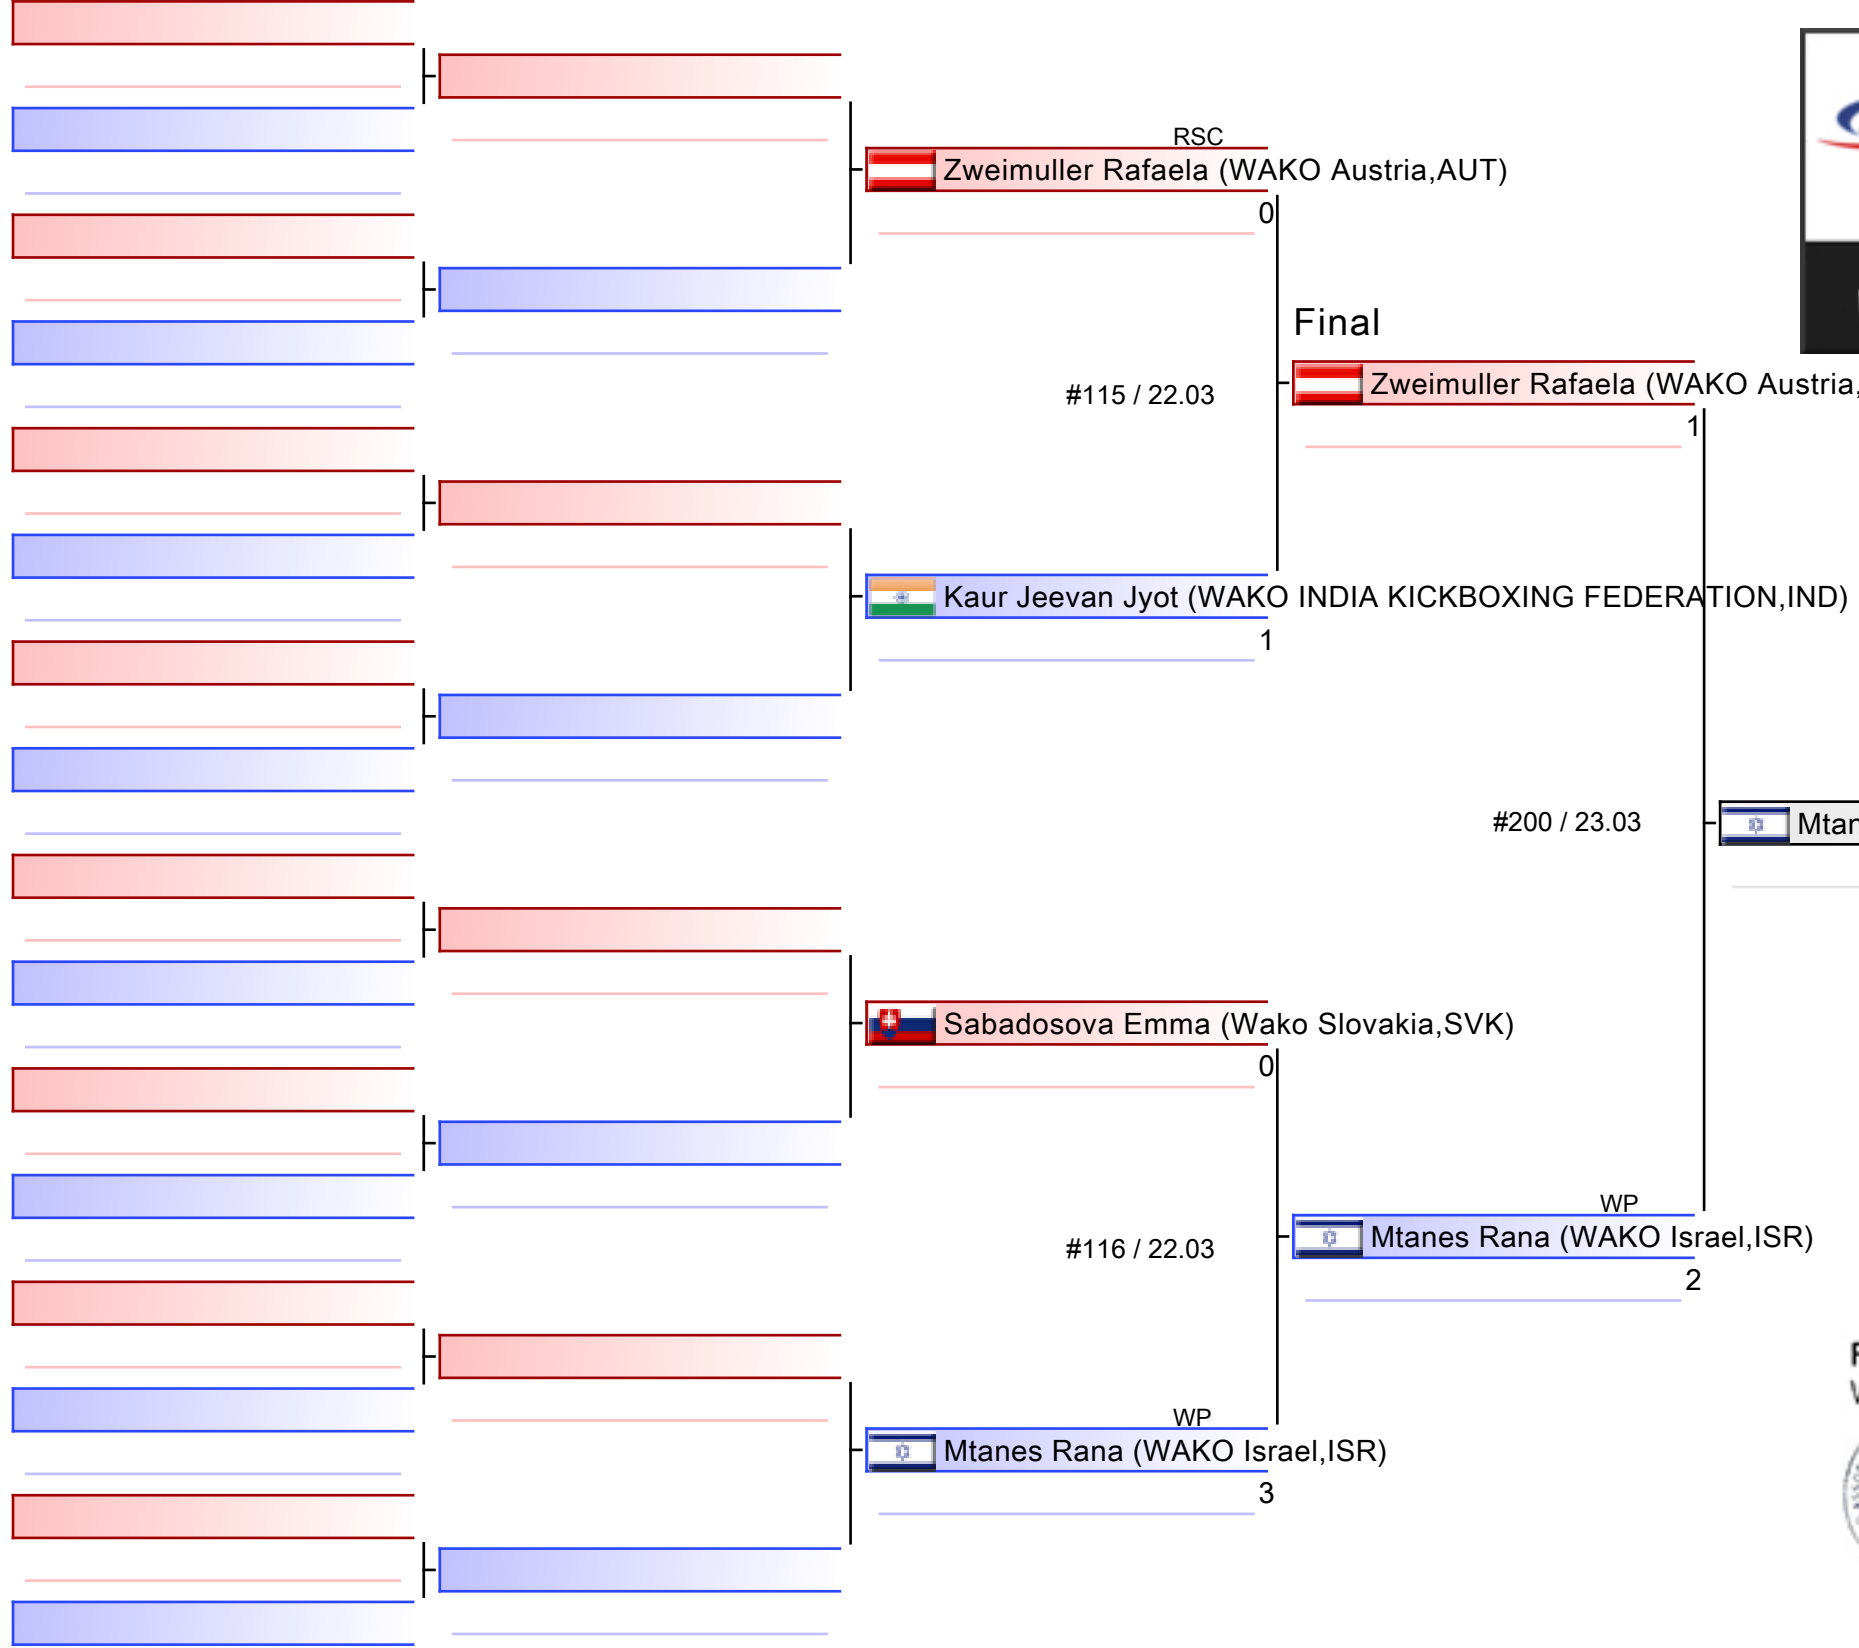 RSC
Zweimuller Rafaela (WAKO Austria,AUT)
0
Final
Zweimuller Rafaela (WAKO Austria,
1
#115 / 22.03
Kaur Jeevan Jyot (WAKO INDIA KICKBOXING FEDERATION,IND)
1
#200 / 23.03
Mtan
Sabadosova Emma (Wako Slovakia,SVK)
0
WP
Mtanes Rana (WAKO Israel,ISR)
2
#116 / 22.03
WP
Mtanes Rana (WAKO Israel,ISR)
3